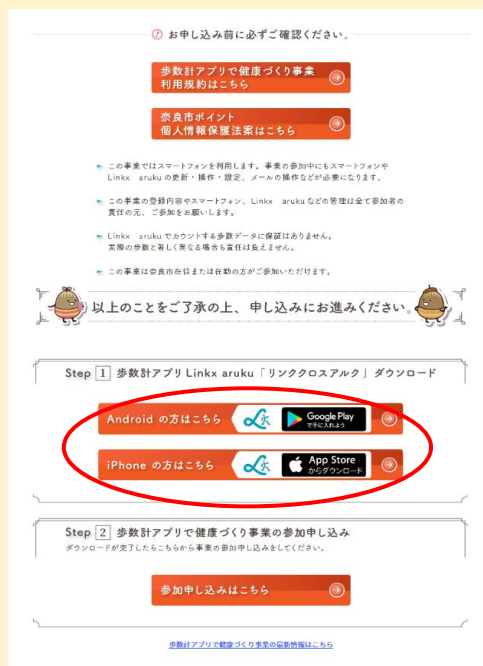 お申し込み前に必ずご確認ください。
歩数計アプリで健康づくり事業
利用規約はこちら
奈良市ポイント
個人情報保護法案はこちら
この事業ではスマートフォンを利用します。事業の参加中にもスマートフォンや
Linkx arukuの更新・操作・設定、メールの操作などが必要になります。
この事業の登録内容やスマートフォン、Linkx arukuなどの管理は全て参加者の
責任の元、ご参加をお願いします。
Linkx arukuでカウントする歩数データに保証はありません。
実際の歩数と著しく異なる場合も責任は負えません。
この事業は奈良市在住または在勤の方がご参加いただけます。
以上のことをご了承の上、申し込みにお進みください。
Step 1 歩数計アプリ Linkx aruku「リンククロスアルク」ダウンロード
Android の方はこちら Google Play で手に入れよう
iPhone の方はこちら App Store からダウンロード
Step 2 歩数計アプリで健康づくり事業の参加申し込み
ダウンロードが完了したらこちらから事業の参加申し込みをしてください。
参加申し込みはこちら
歩数計アプリで健康づくり事業の最新情報はこちら